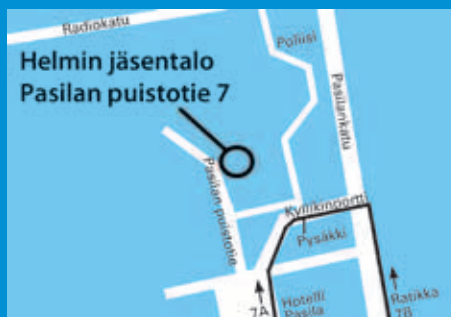 Radiokatu
Helmin jäsentalo
Pasilan puistotie 7
Poliisi
Pasilankatu
Pasilan puistotie
Kyllikinportti
Pysäkki
Hotelli
Pasila
7A
Ratikka
7B